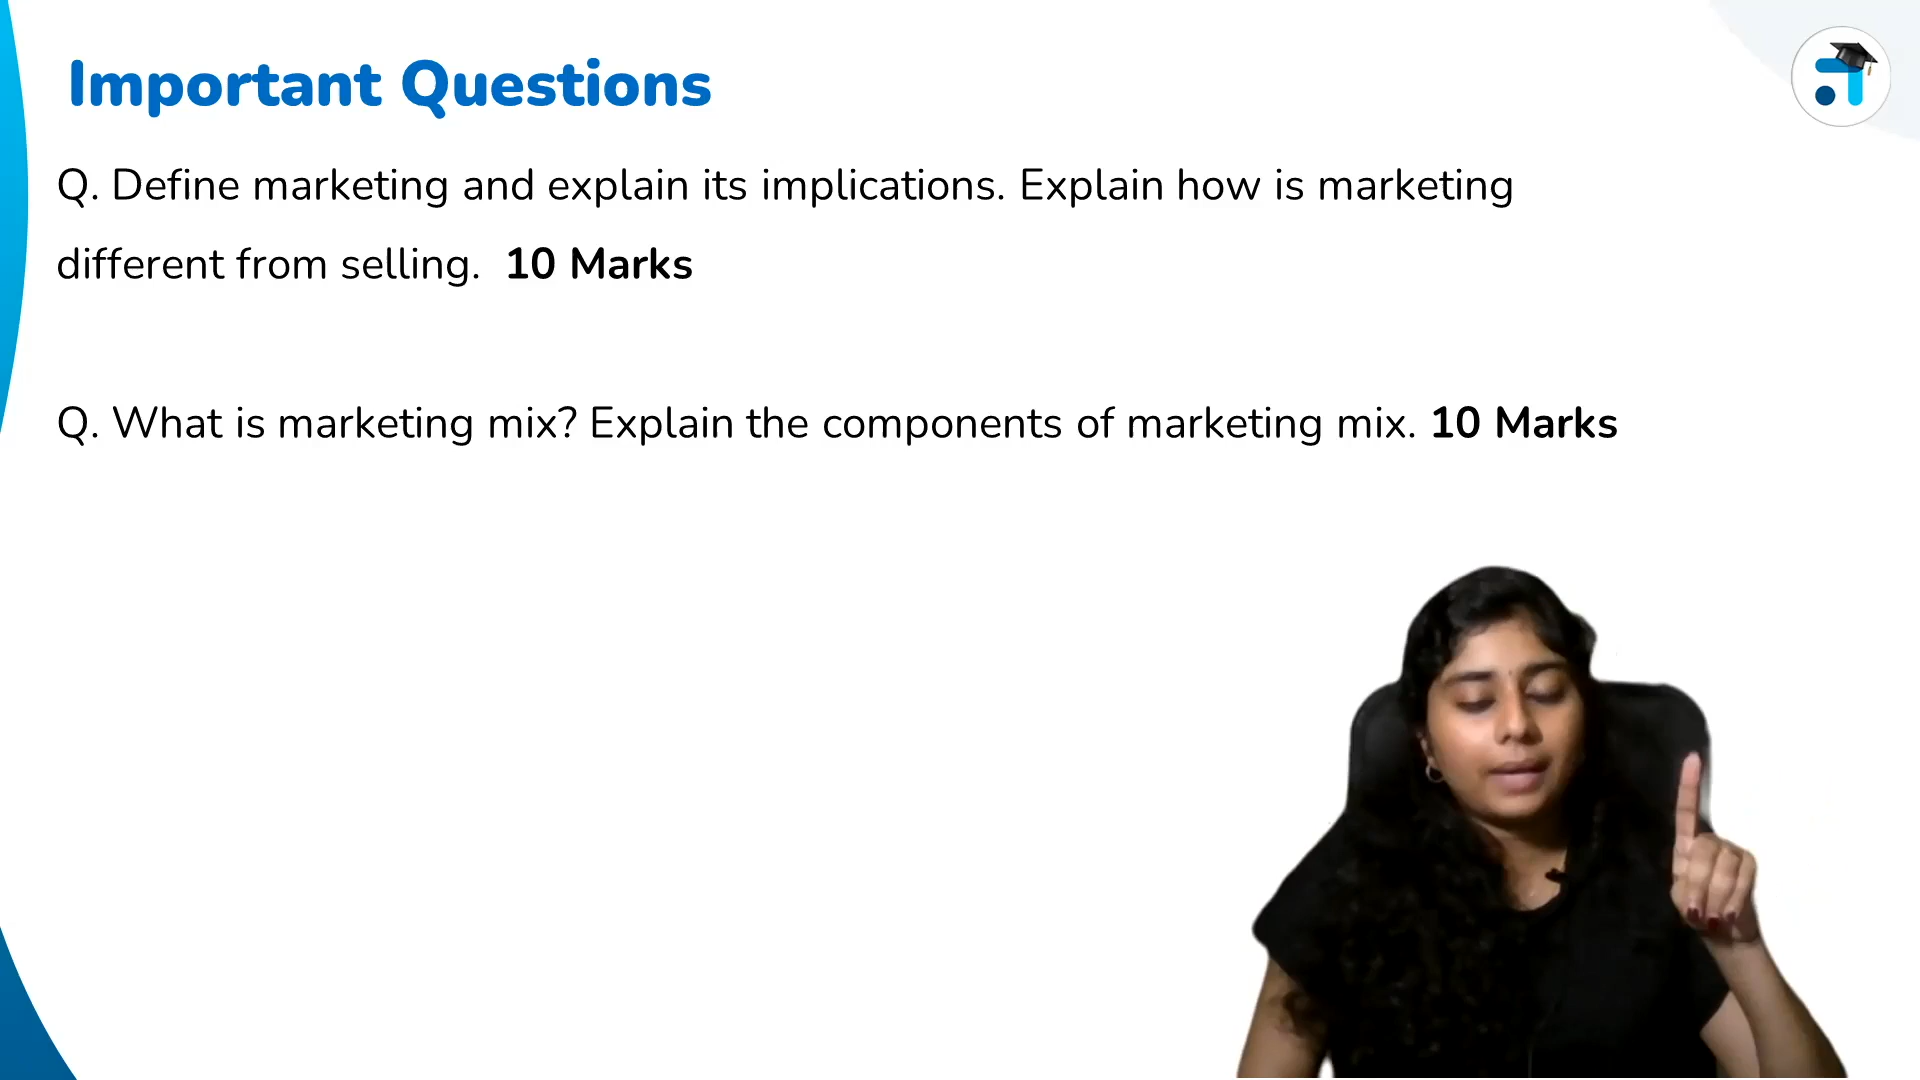 Important Questions
Q. Define marketing and explain its implications. Explain how is marketing
different from selling. 10 Marks
Q. What is marketing mix? Explain the components of marketing mix. 10 Marks